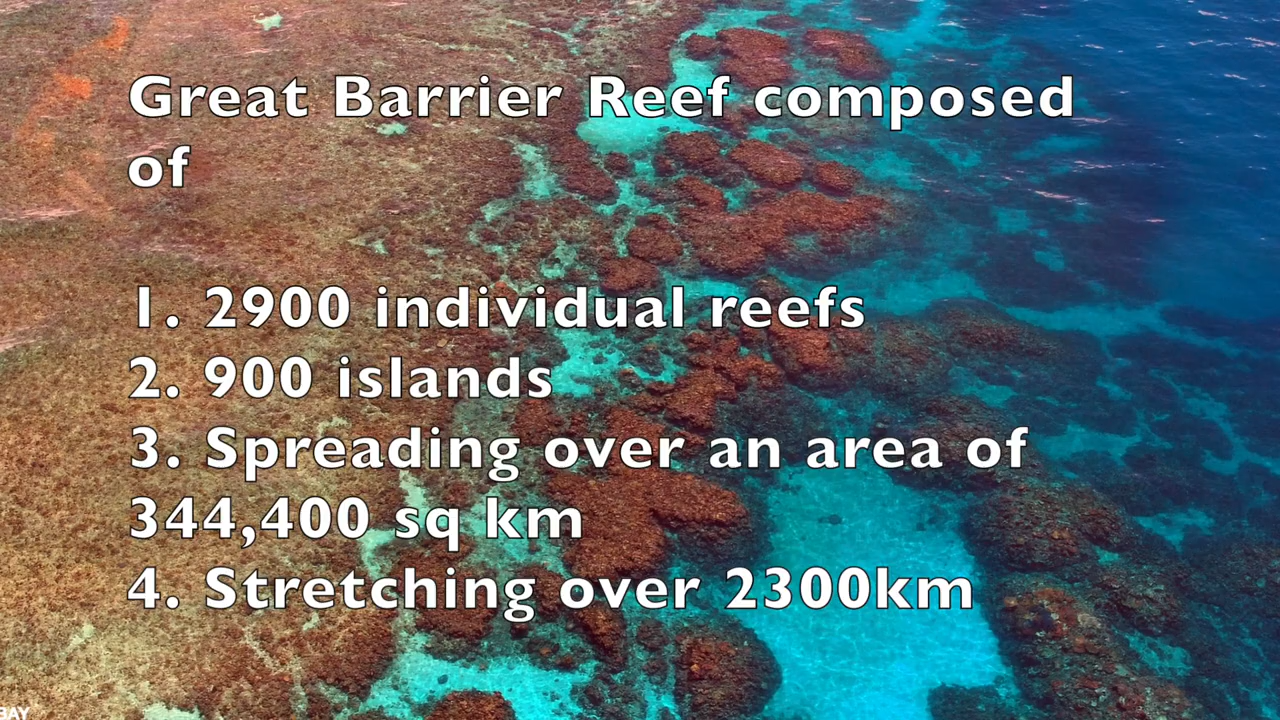 Great Barrier Reef composed
of
1. 2900 individual reefs
2. 900 islands
3. Spreading over an area of
344,400 sq km
4. Stretching over 2300km
BAY